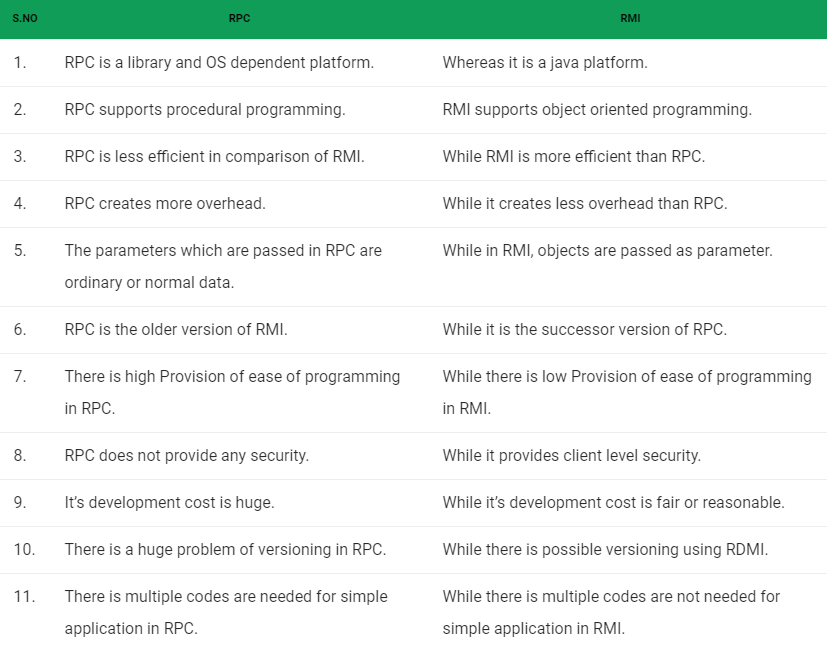 S.NO RPC RMI
1. RPC is a library and OS dependent platform. Whereas it is a java platform.
2. RPC supports procedural programming. RMI supports object oriented programming.
3. RPC is less efficient in comparison of RMI. While RMI is more efficient than RPC.
4. RPC creates more overhead. While it creates less overhead than RPC.
5. The parameters which are passed in RPC are While in RMI, objects are passed as parameter.
ordinary or normal data.
6. RPC is the older version of RMI. While it is the successor version of RPC.
7. There is high Provision of ease of programming While there is low Provision of ease of programming
in RPC. in RMI.
8. RPC does not provide any security. While it provides client level security.
9. It’s development cost is huge. While it’s development cost is fair or reasonable.
10. There is a huge problem of versioning in RPC. While there is possible versioning using RDMI.
11. There is multiple codes are needed for simple While there is multiple codes are not needed for
application in RPC. simple application in RMI.